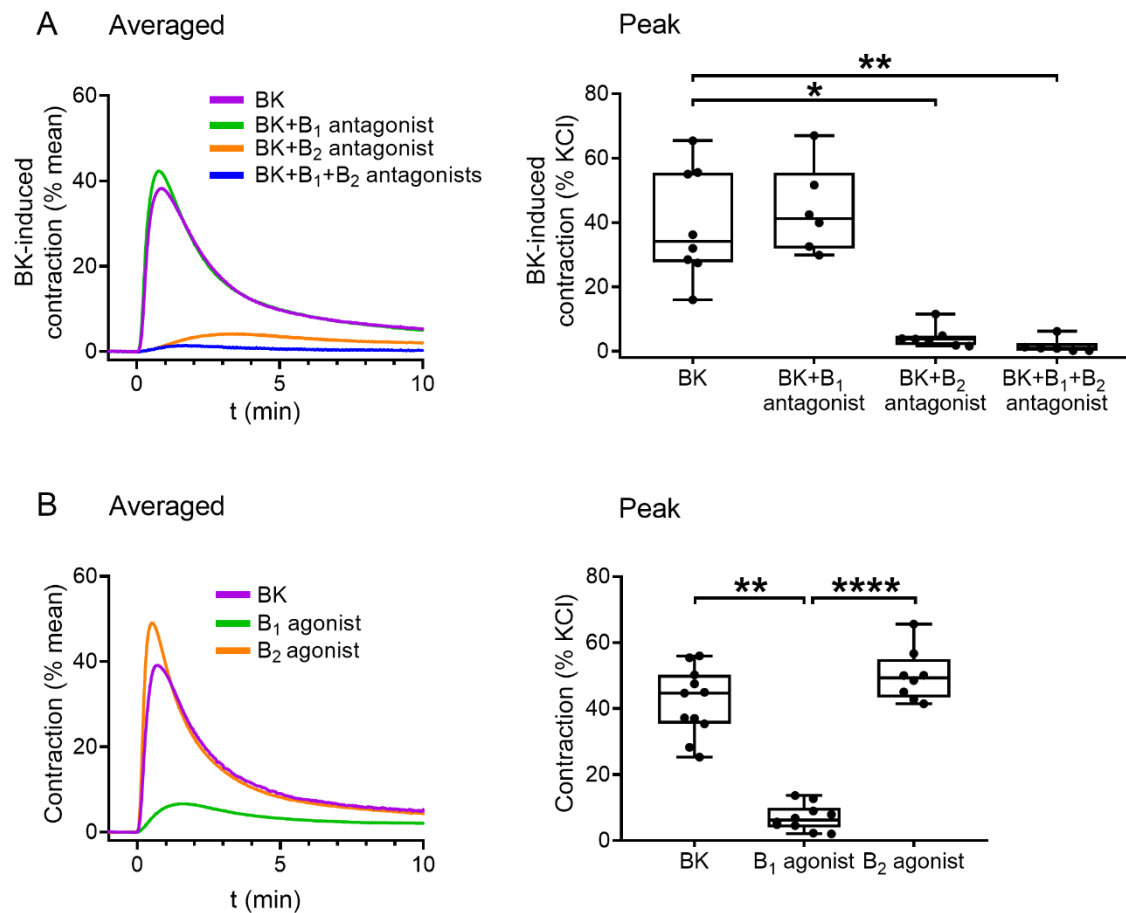 A
Averaged
Peak
BK-induced
contraction (% mean)
60
40
20
0
BK
BK+B₁ antagonist
BK+B₂ antagonist
BK+B₁+B₂ antagonists
0
5
10
t (min)
BK-induced
contraction (% KCl)
80
60
40
20
0
**
*
BK
BK+B₁
antagonist
BK+B₂
antagonist
BK+B₁+B₂
antagonist
B
Averaged
Peak
Contraction (% mean)
60
40
20
0
BK
B₁ agonist
B₂ agonist
0
5
10
t (min)
Contraction (% KCl)
80
60
40
20
0
**
****
BK
B₁ agonist
B₂ agonist